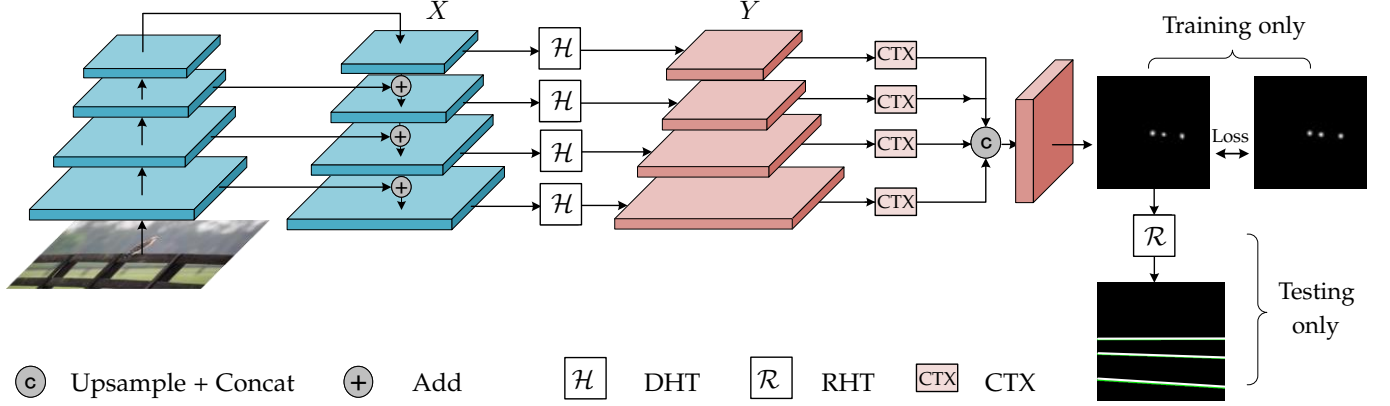 X
Y
Training only
H
CTX
H
CTX
H
CTX
H
CTX
C
Loss
R
Testing
only
C Upsample + Concat
+ Add
H DHT
R RHT
CTX CTX